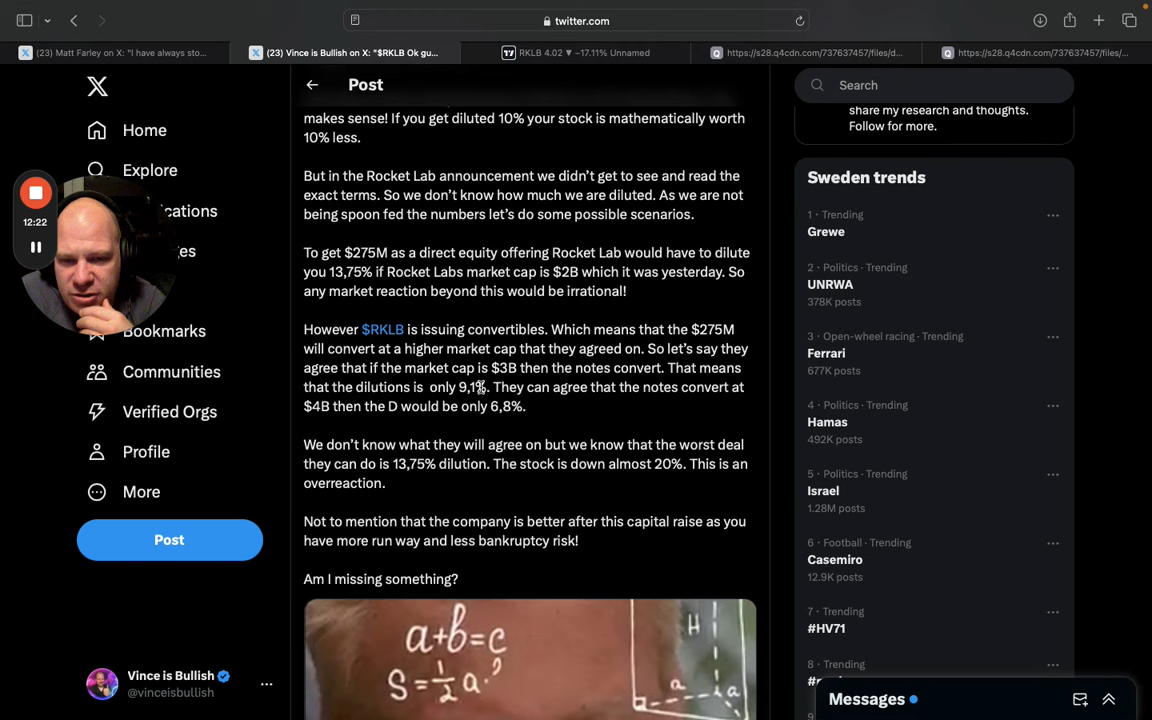 twitter.com
(23) Matt Farley on X: "I have always sto...
(23) Vince is Bullish on X: "$RKLB Ok gu...
RKLB 4.02 ▼ −17.11% Unnamed
https://s28.q4cdn.com/737637457/files/d...
https://s28.q4cdn.com/737637457/files/...
Home
Explore
Bookmarks
Communities
Verified Orgs
Profile
More
Post
Vince is Bullish
@vinceisbullish
12:22
Post
makes sense! If you get diluted 10% your stock is mathematically worth
10% less.
But in the Rocket Lab announcement we didn't get to see and read the
exact terms. So we don't know how much we are diluted. As we are not
being spoon fed the numbers let's do some possible scenarios.
To get $275M as a direct equity offering Rocket Lab would have to dilute
you 13,75% if Rocket Labs market cap is $2B which it was yesterday. So
any market reaction beyond this would be irrational!
However $RKLB is issuing convertibles. Which means that the $275M
will convert at a higher market cap that they agreed on. So let's say they
agree that if the market cap is $3B then the notes convert. That means
that the dilutions is only 9,1%. They can agree that the notes convert at
$4B then the D would be only 6,8%.
We don't know what they will agree on but we know that the worst deal
they can do is 13,75% dilution. The stock is down almost 20%. This is an
overreaction.
Not to mention that the company is better after this capital raise as you
have more run way and less bankruptcy risk!
Am I missing something?
a+b=c
S=½a·?
H
a
a
Search
share my research and thoughts.
Follow for more.
Sweden trends
1 · Trending
Grewe
2 · Politics · Trending
UNRWA
378K posts
3 · Open-wheel racing · Trending
Ferrari
677K posts
4 · Politics · Trending
Hamas
492K posts
5 · Politics · Trending
Israel
1.28M posts
6 · Football · Trending
Casemiro
12.9K posts
7 · Trending
#HV71
8 · Trending
Messages